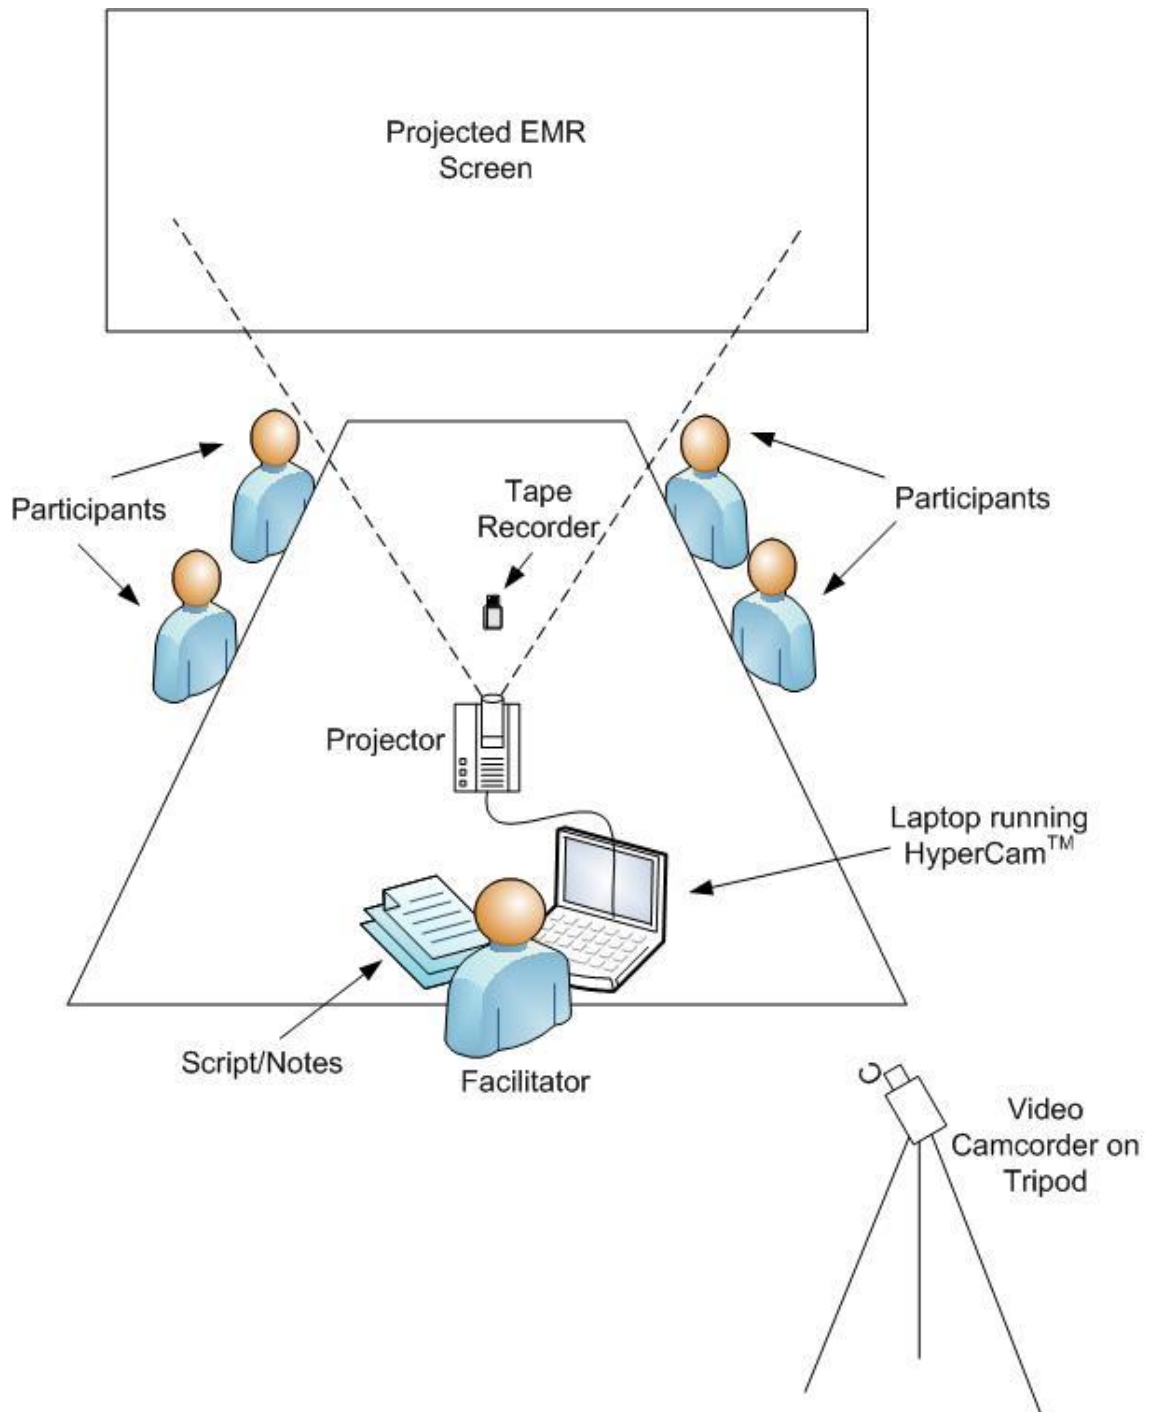 Projected EMR
Screen
Participants
Tape
Recorder
Participants
Projector
Laptop running
HyperCam™
Script/Notes
Facilitator
Video
Camcorder on
Tripod